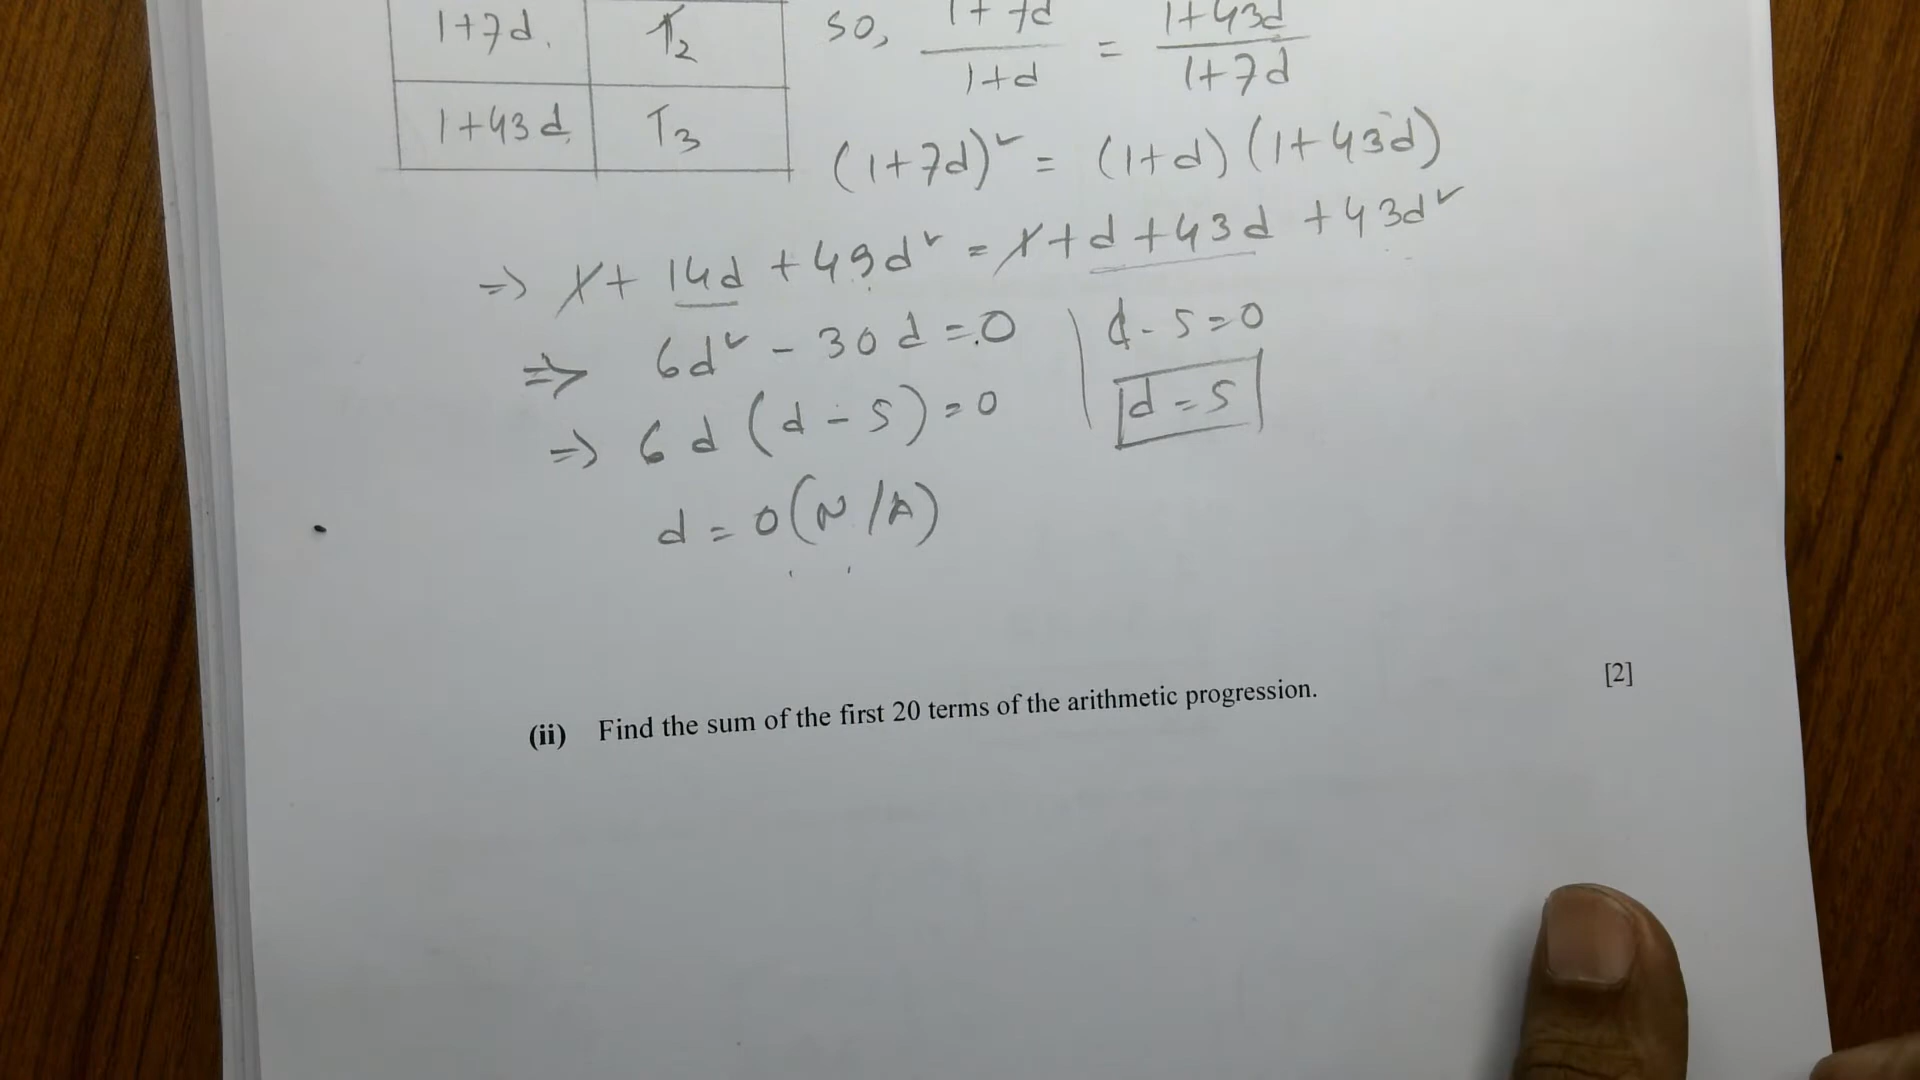 1+7d. T₂ so, 1+7d/1+d = 1+43d/1+7d
1+43d. T₃
(1+7d)² = (1+d)(1+43d)
⇒ 1+ 14d +49d² = 1+d+43d +43d²
⇒ 6d² - 30d = 0
⇒ 6d (d-5) = 0
d = 0 (N/A)
d-5=0
d=5
[2]
(ii) Find the sum of the first 20 terms of the arithmetic progression.